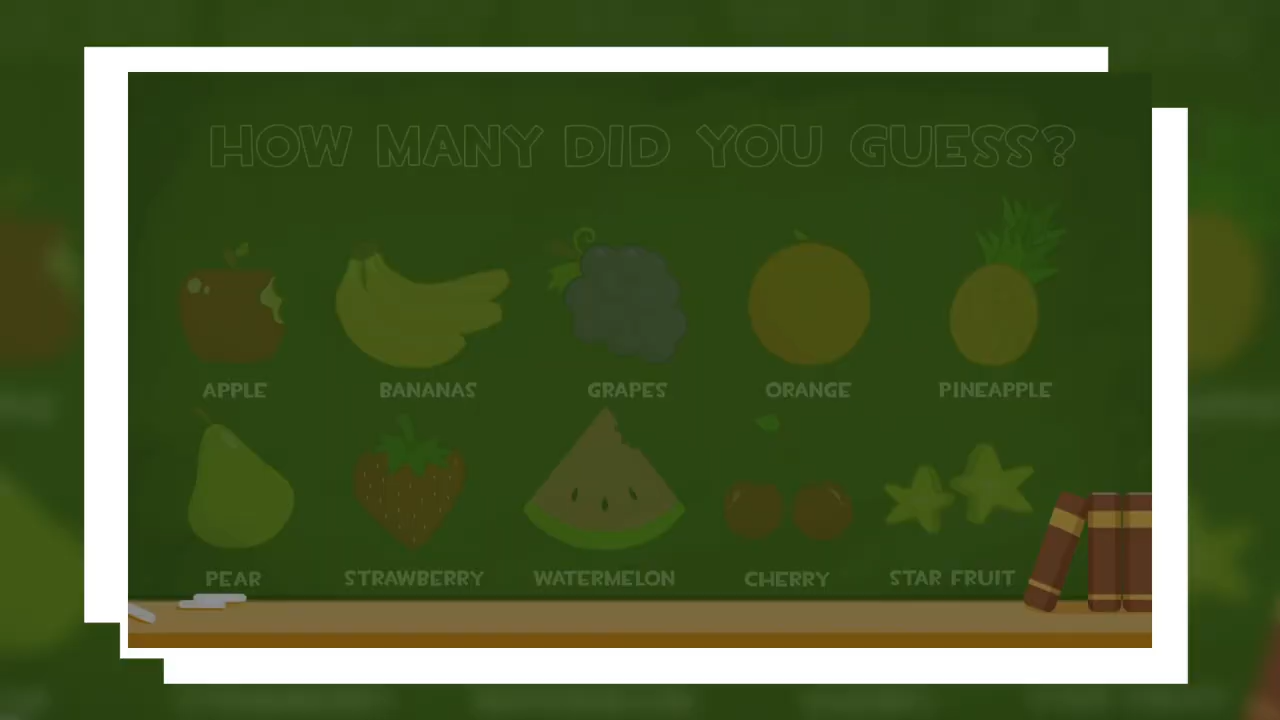 HOW MANY DID YOU GUESS?
APPLE BANANAS GRAPES ORANGE PINEAPPLE
PEAR STRAWBERRY WATERMELON CHERRY STAR FRUIT